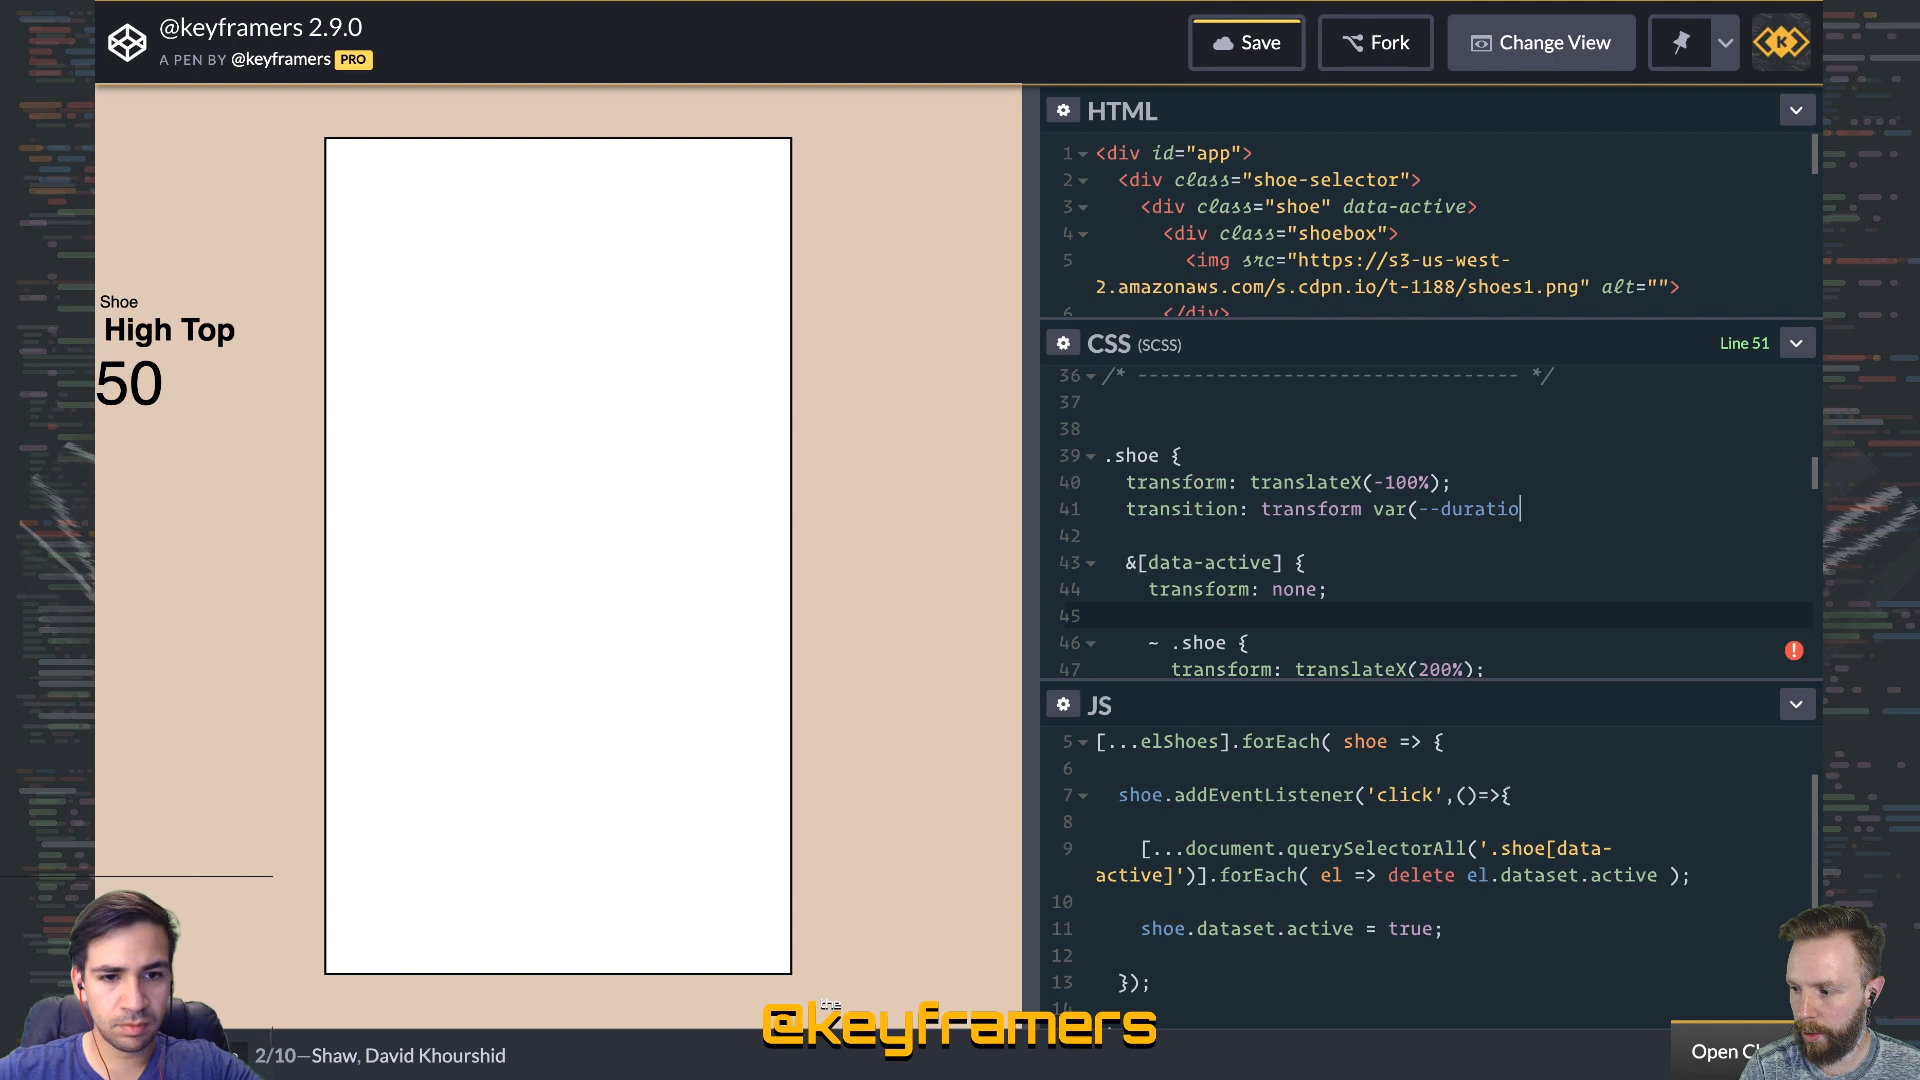 @keyframers 2.9.0
A PEN BY @keyframers PRO
Save
Fork
Change View
K
Shoe
High Top
50
HTML
1 <div id="app">
2 <div class="shoe-selector">
3 <div class="shoe" data-active>
4 <div class="shoebox">
5 <img src="https://s3-us-west-
2.amazonaws.com/s.cdpn.io/t-1188/shoes1.png" alt="">
6 </div>
CSS (SCSS)
Line 51
36 /* ---------------------------------- */
37
38
39 .shoe {
40 transform: translateX(-100%);
41 transition: transform var(--duratio
42
43 &[data-active] {
44 transform: none;
45
46 ~ .shoe {
47 transform: translateX(200%);
JS
5 [...elShoes].forEach( shoe => {
6
7 shoe.addEventListener('click',()=>{
8
9 [...document.querySelectorAll('.shoe[data-
active]')].forEach( el => delete el.dataset.active );
10
11 shoe.dataset.active = true;
12
13 });
14
the
@keyframers
2/10—Shaw, David Khourshid
Open